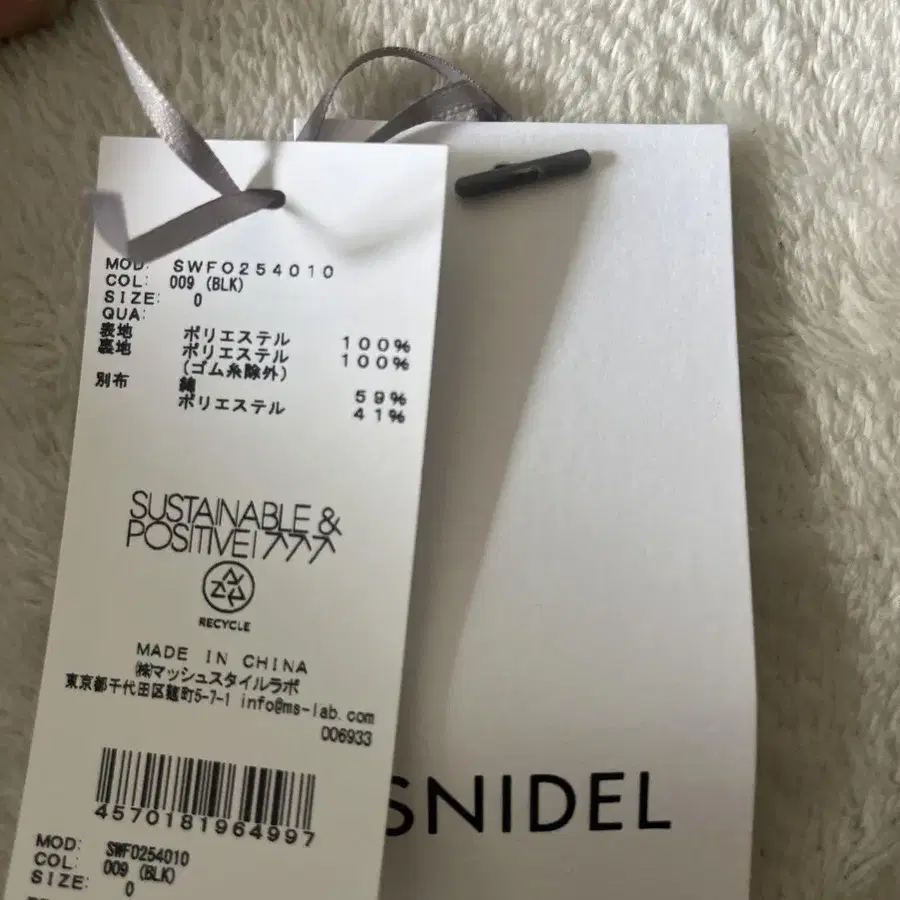 MOD: SWFO254010
COL: 009 (BLK)
SIZE: 0
QUA:
表地 ポリエステル 100%
裏地 ポリエステル 100%
(ゴム糸除外)
別布 綿 59%
ポリエステル 41%
SUSTAINABLE &
POSITIVE!
RECYCLE
MADE IN CHINA
㈱マッシュスタイルラボ
東京都千代田区麹町5-7-1 info@ms-lab.com
D06933
4570181964997
MOD: SWFO254010
COL: 009 (BLK)
SIZE: 0
SNIDEL